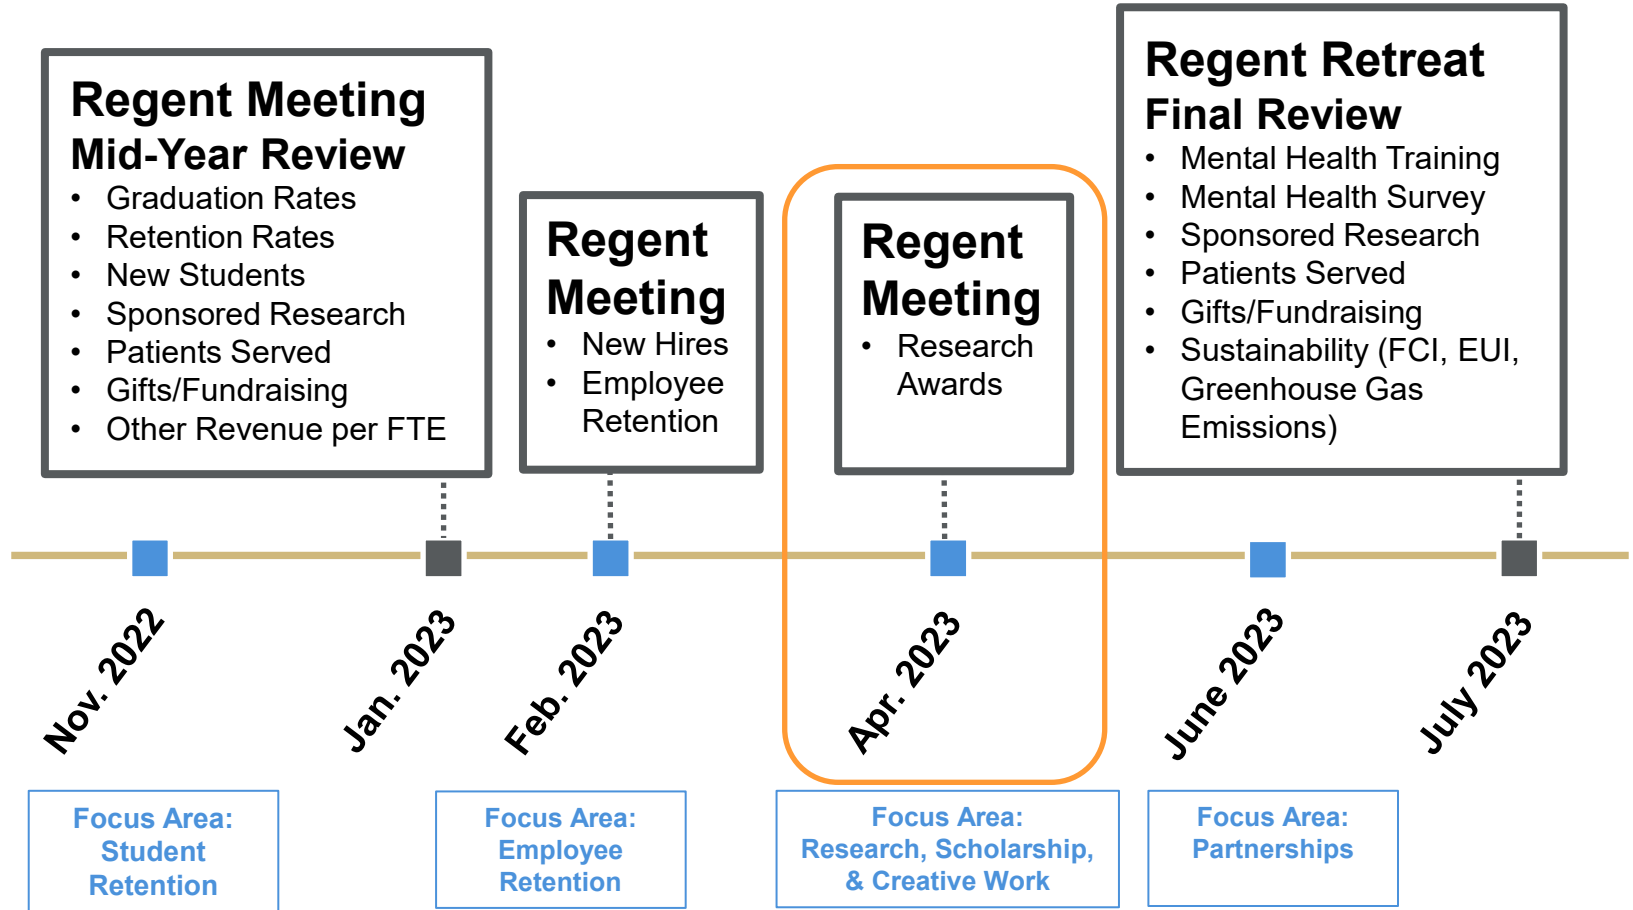 Regent Meeting
Mid-Year Review
• Graduation Rates
• Retention Rates
• New Students
• Sponsored Research
• Patients Served
• Gifts/Fundraising
• Other Revenue per FTE
Regent
Meeting
• New Hires
• Employee
Retention
Regent
Meeting
• Research
Awards
Regent Retreat
Final Review
• Mental Health Training
• Mental Health Survey
• Sponsored Research
• Patients Served
• Gifts/Fundraising
• Sustainability (FCI, EUI,
Greenhouse Gas
Emissions)
Nov. 2022
Jan. 2023
Feb. 2023
Apr. 2023
June 2023
July 2023
Focus Area:
Student
Retention
Focus Area:
Employee
Retention
Focus Area:
Research, Scholarship,
& Creative Work
Focus Area:
Partnerships